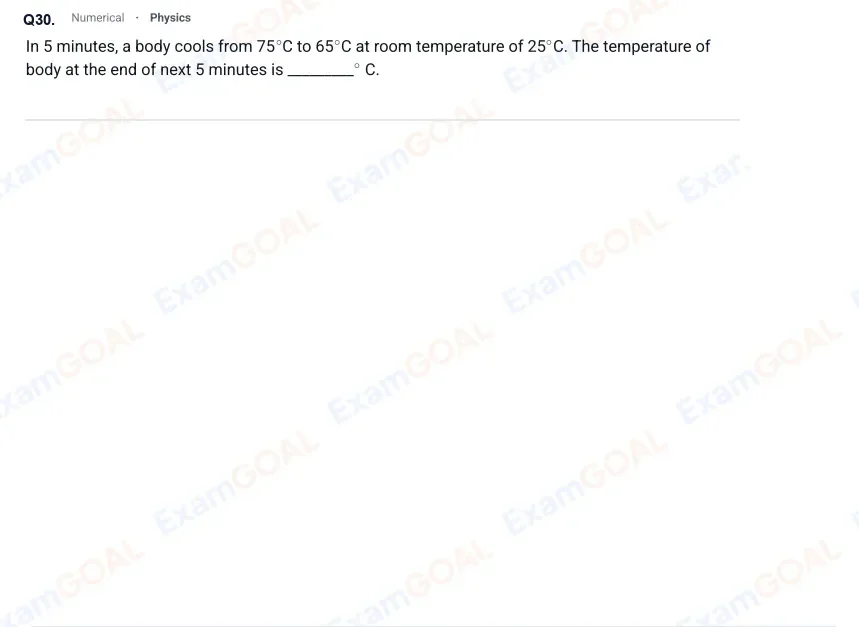 Q30. Numerical · Physics
In 5 minutes, a body cools from 75°C to 65°C at room temperature of 25°C. The temperature of
body at the end of next 5 minutes is ________° C.
ExamGOAL